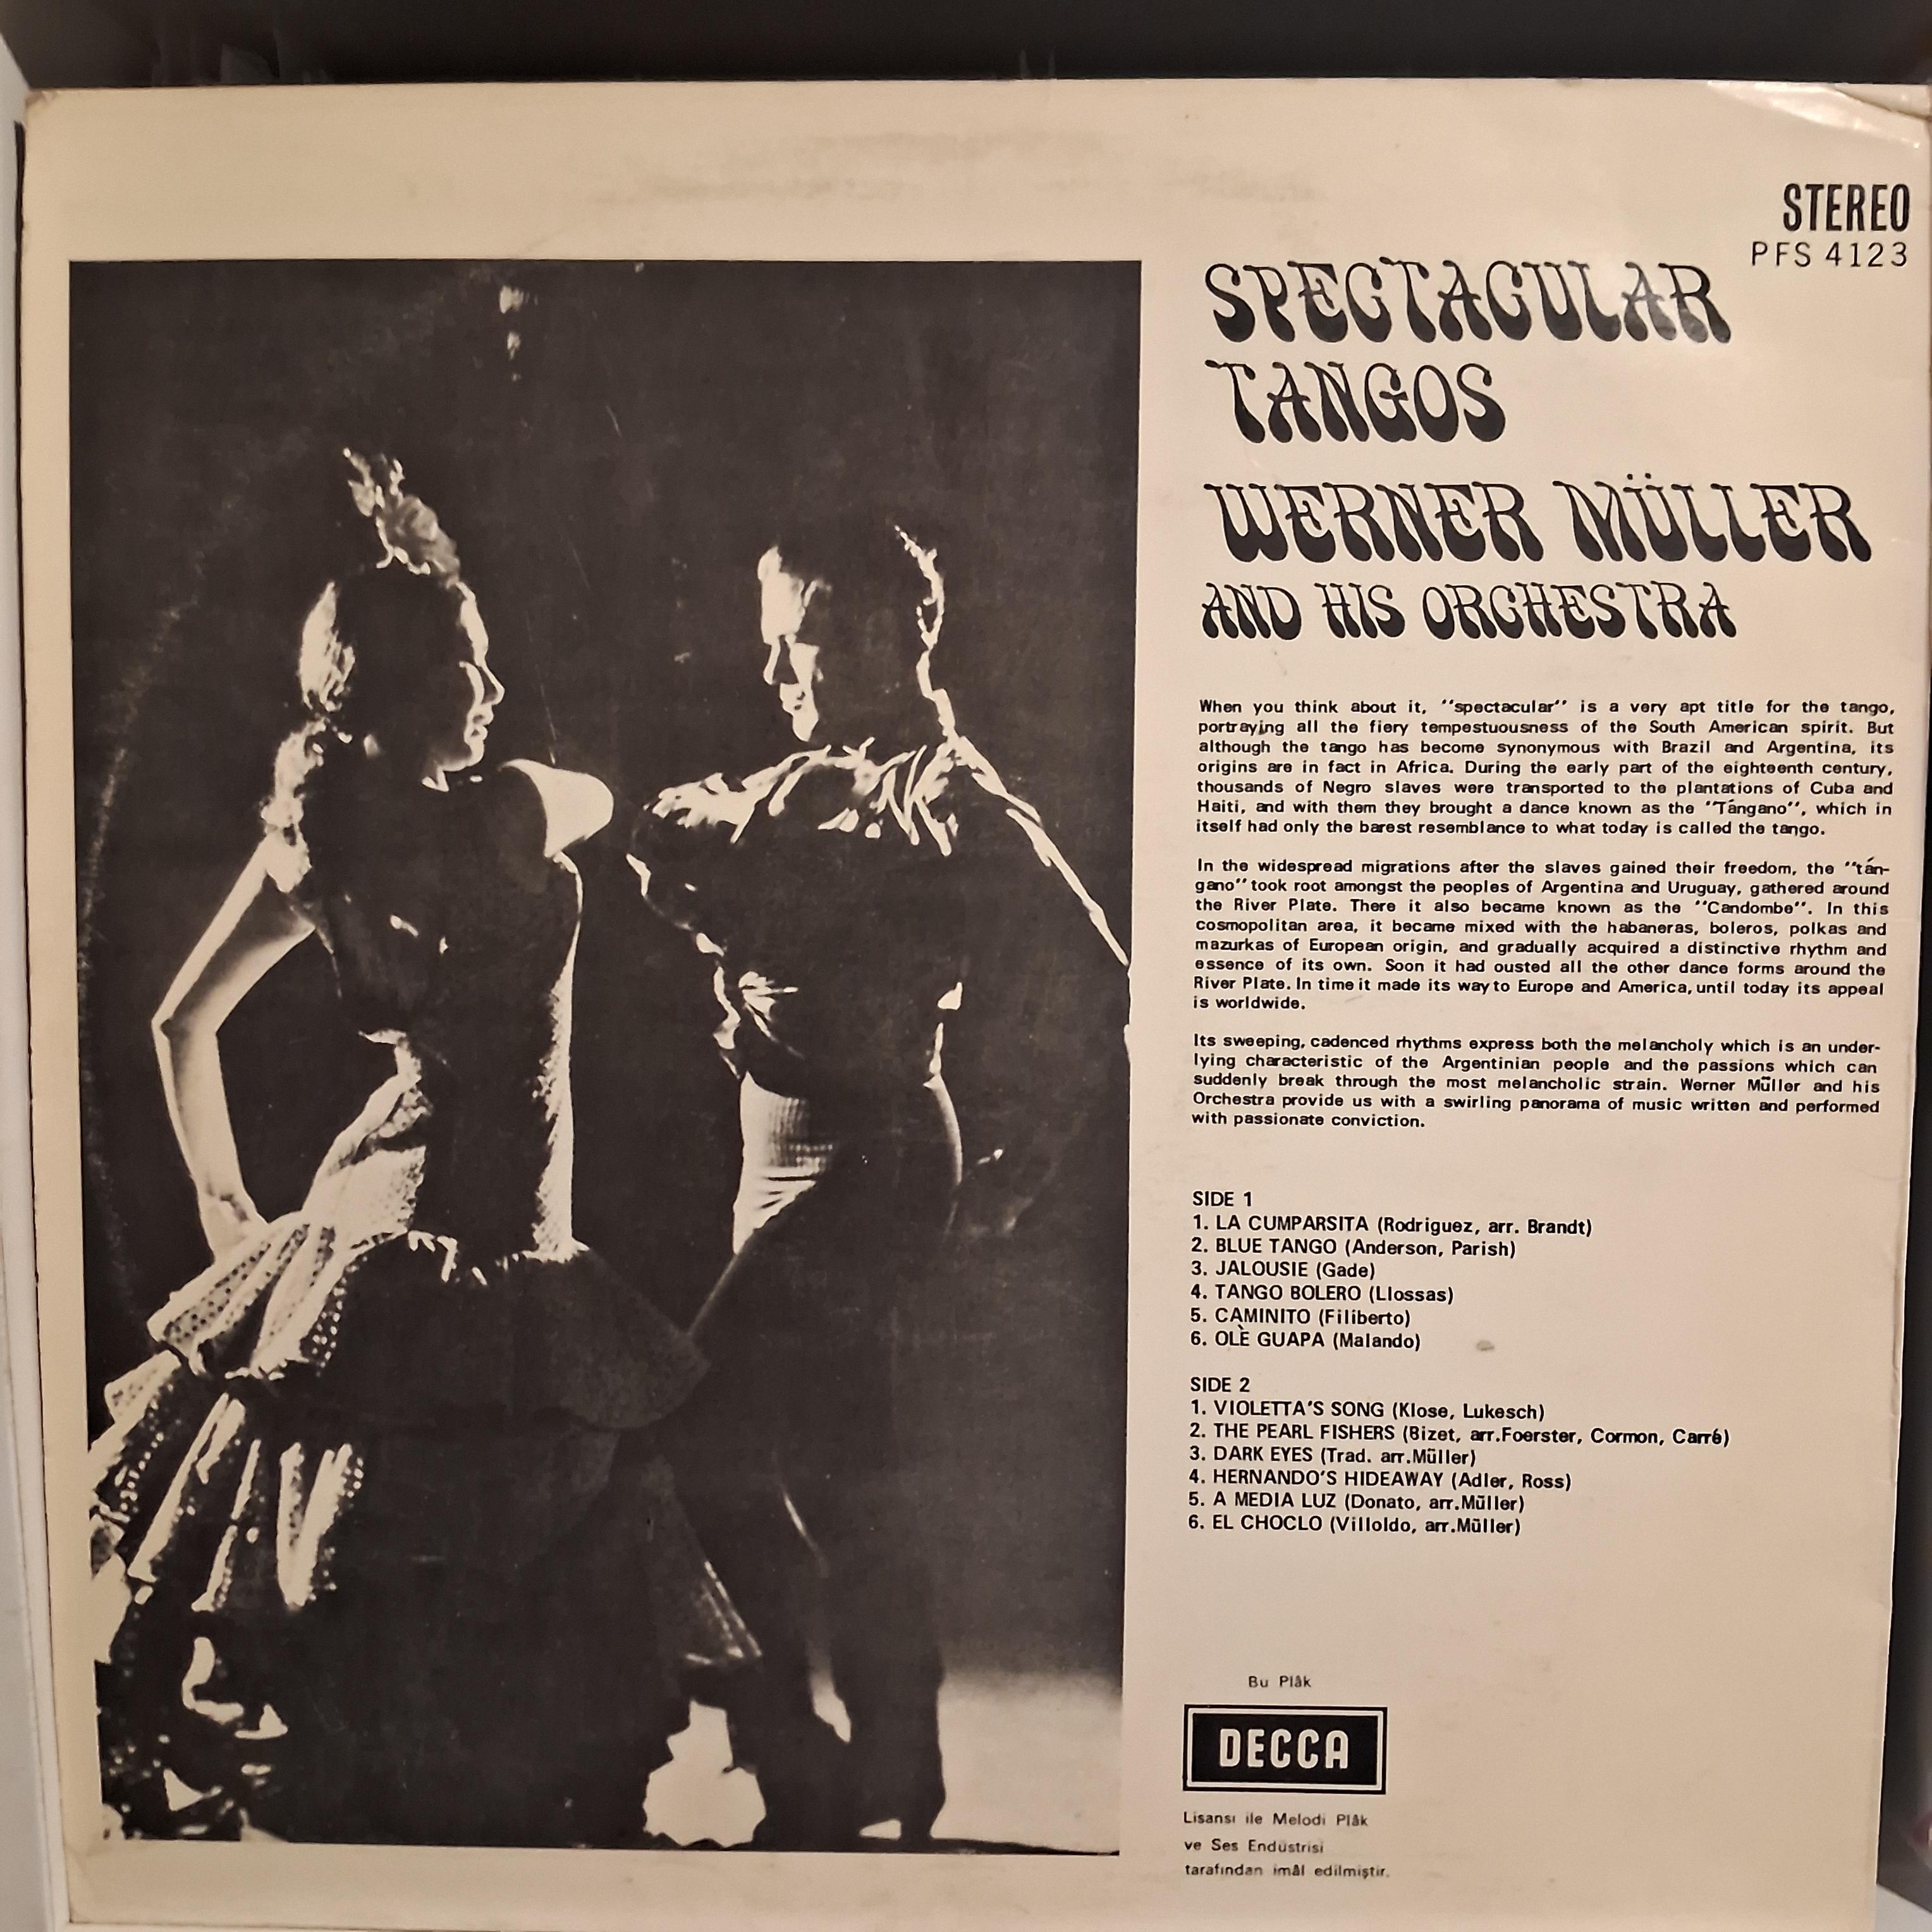 STEREO
PFS 4123
SPECTACULAR
TANGOS
WERNER MÜLLER
AND HIS ORCHESTRA
When you think about it, "spectacular" is a very apt title for the tango,
portraying all the fiery tempestuousness of the South American spirit. But
although the tango has become synonymous with Brazil and Argentina, its
origins are in fact in Africa. During the early part of the eighteenth century,
thousands of Negro slaves were transported to the plantations of Cuba and
Haiti, and with them they brought a dance known as the "Tángano", which in
itself had only the barest resemblance to what today is called the tango.
In the widespread migrations after the slaves gained their freedom, the "tán-
gano" took root amongst the peoples of Argentina and Uruguay, gathered around
the River Plate. There it also became known as the "Candombe". In this
cosmopolitan area, it became mixed with the habaneras, boleros, polkas and
mazurkas of European origin, and gradually acquired a distinctive rhythm and
essence of its own. Soon it had ousted all the other dance forms around the
River Plate. In time it made its way to Europe and America, until today its appeal
is worldwide.
Its sweeping, cadenced rhythms express both the melancholy which is an under-
lying characteristic of the Argentinian people and the passions which can
suddenly break through the most melancholic strain. Werner Müller and his
Orchestra provide us with a swirling panorama of music written and performed
with passionate conviction.
SIDE 1
1. LA CUMPARSITA (Rodriguez, arr. Brandt)
2. BLUE TANGO (Anderson, Parish)
3. JALOUSIE (Gade)
4. TANGO BOLERO (Llossas)
5. CAMINITO (Filiberto)
6. OLÈ GUAPA (Malando)
SIDE 2
1. VIOLETTA'S SONG (Klose, Lukesch)
2. THE PEARL FISHERS (Bizet, arr.Foerster, Cormon, Carré)
3. DARK EYES (Trad. arr.Müller)
4. HERNANDO'S HIDEAWAY (Adler, Ross)
5. A MEDIA LUZ (Donato, arr.Müller)
6. EL CHOCLO (Villoldo, arr.Müller)
Bu Plâk
DECCA
Lisansı ile Melodi Plâk
ve Ses Endüstrisi
tarafından imâl edilmiştir.